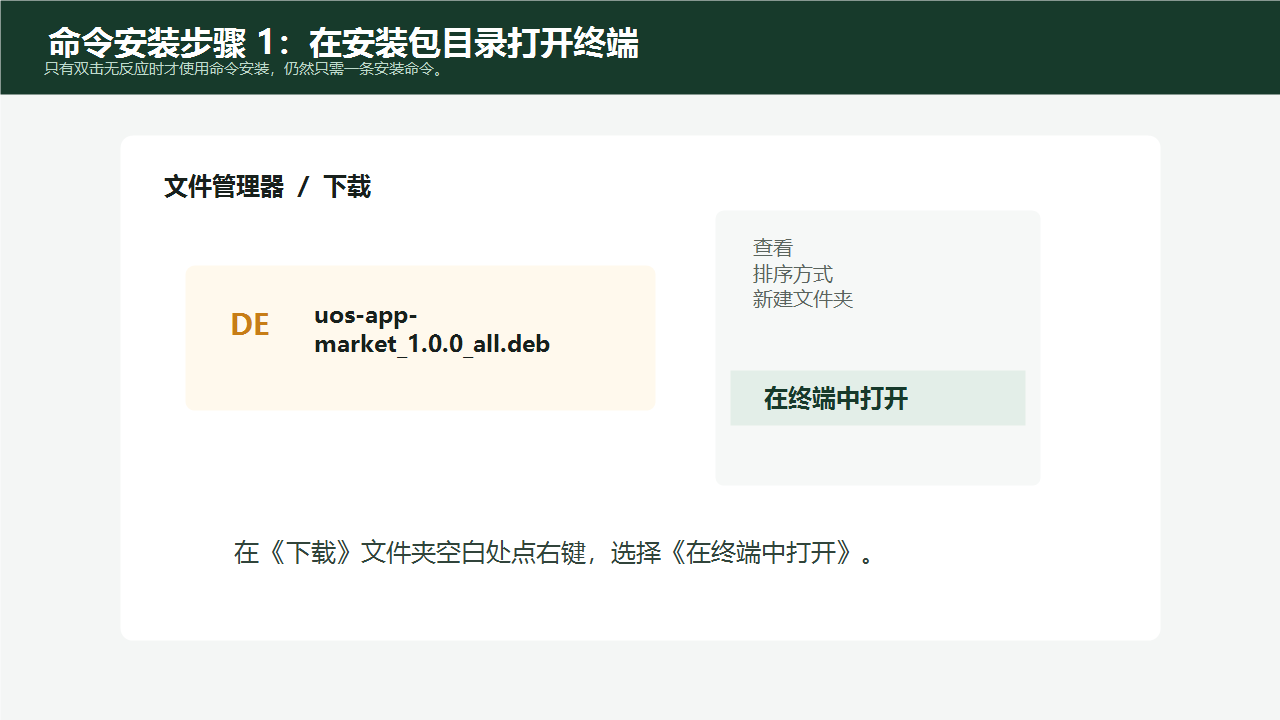 命令安装步骤 1：在安装包目录打开终端
只有双击无反应时才使用命令安装，仍然只需一条安装命令。
文件管理器 / 下载
DE
uos-app-
market_1.0.0_all.deb
查看
排序方式
新建文件夹
在终端中打开
在《下载》文件夹空白处点右键，选择《在终端中打开》。